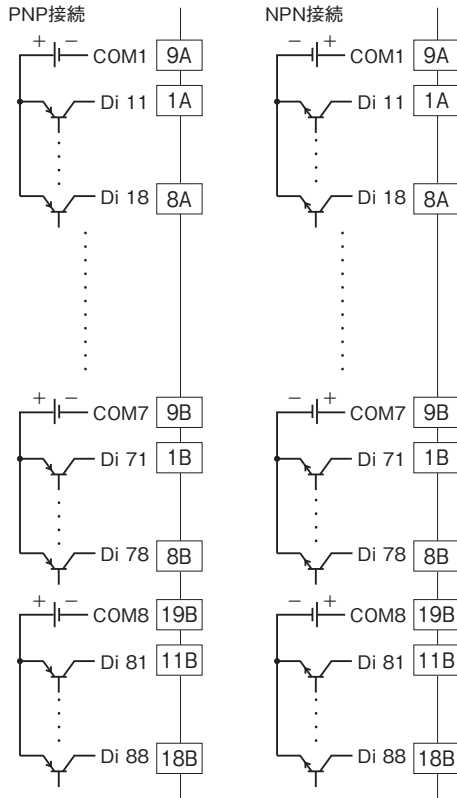 PNP接続
+ − COM1 9A
Di 11 1A
Di 18 8A
+ − COM7 9B
Di 71 1B
Di 78 8B
+ − COM8 19B
Di 81 11B
Di 88 18B
NPN接続
− + COM1 9A
Di 11 1A
Di 18 8A
− + COM7 9B
Di 71 1B
Di 78 8B
− + COM8 19B
Di 81 11B
Di 88 18B